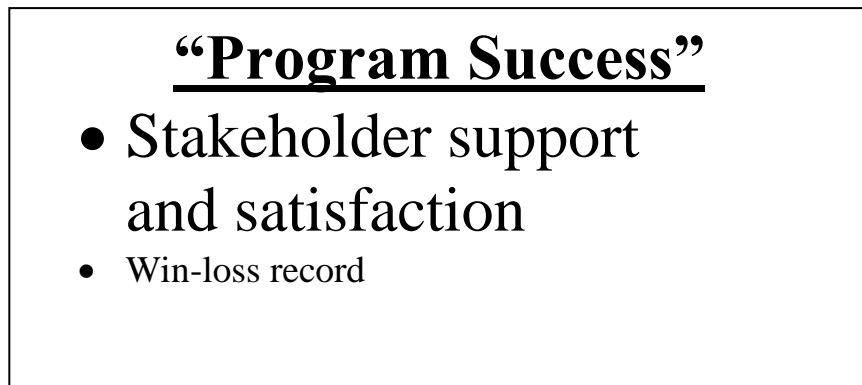 “Program Success”
• Stakeholder support
and satisfaction
• Win-loss record